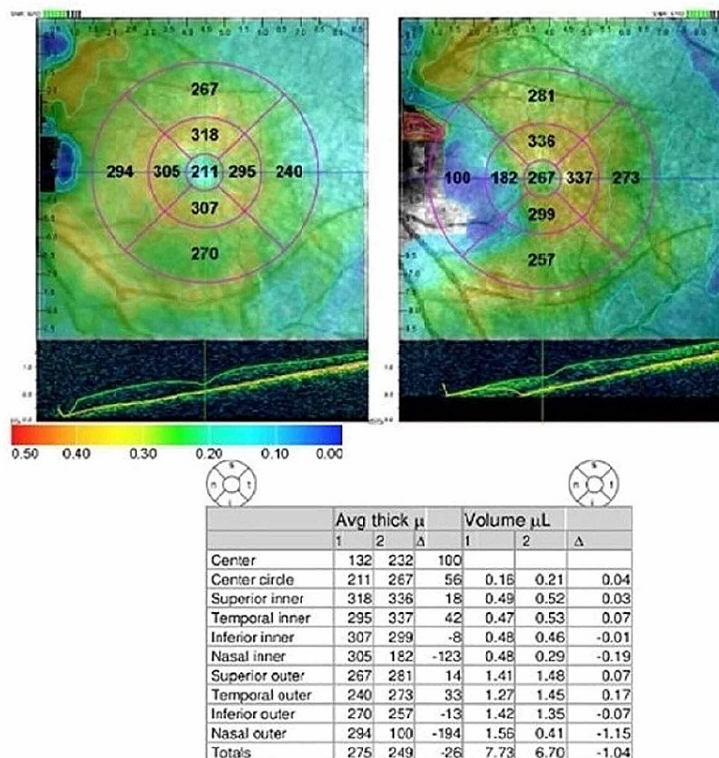 267
318
294 305 211 295 240
307
270
281
336
100 182 267 337 273
299
257
0.50 0.40 0.30 0.20 0.10 0.00
s
n t
i
s
n t
i
Avg thick µ Volume µL
1 2 Δ 1 2 Δ
Center 132 232 100
Center circle 211 267 56 0.16 0.21 0.04
Superior inner 318 336 18 0.49 0.52 0.03
Temporal inner 295 337 42 0.47 0.53 0.07
Inferior inner 307 299 -8 0.48 0.46 -0.01
Nasal inner 305 182 -123 0.48 0.29 -0.19
Superior outer 267 281 14 1.41 1.48 0.07
Temporal outer 240 273 33 1.27 1.45 0.17
Inferior outer 270 257 -13 1.42 1.35 -0.07
Nasal outer 294 100 -194 1.56 0.41 -1.15
Totals 275 249 -26 7.73 6.70 -1.04